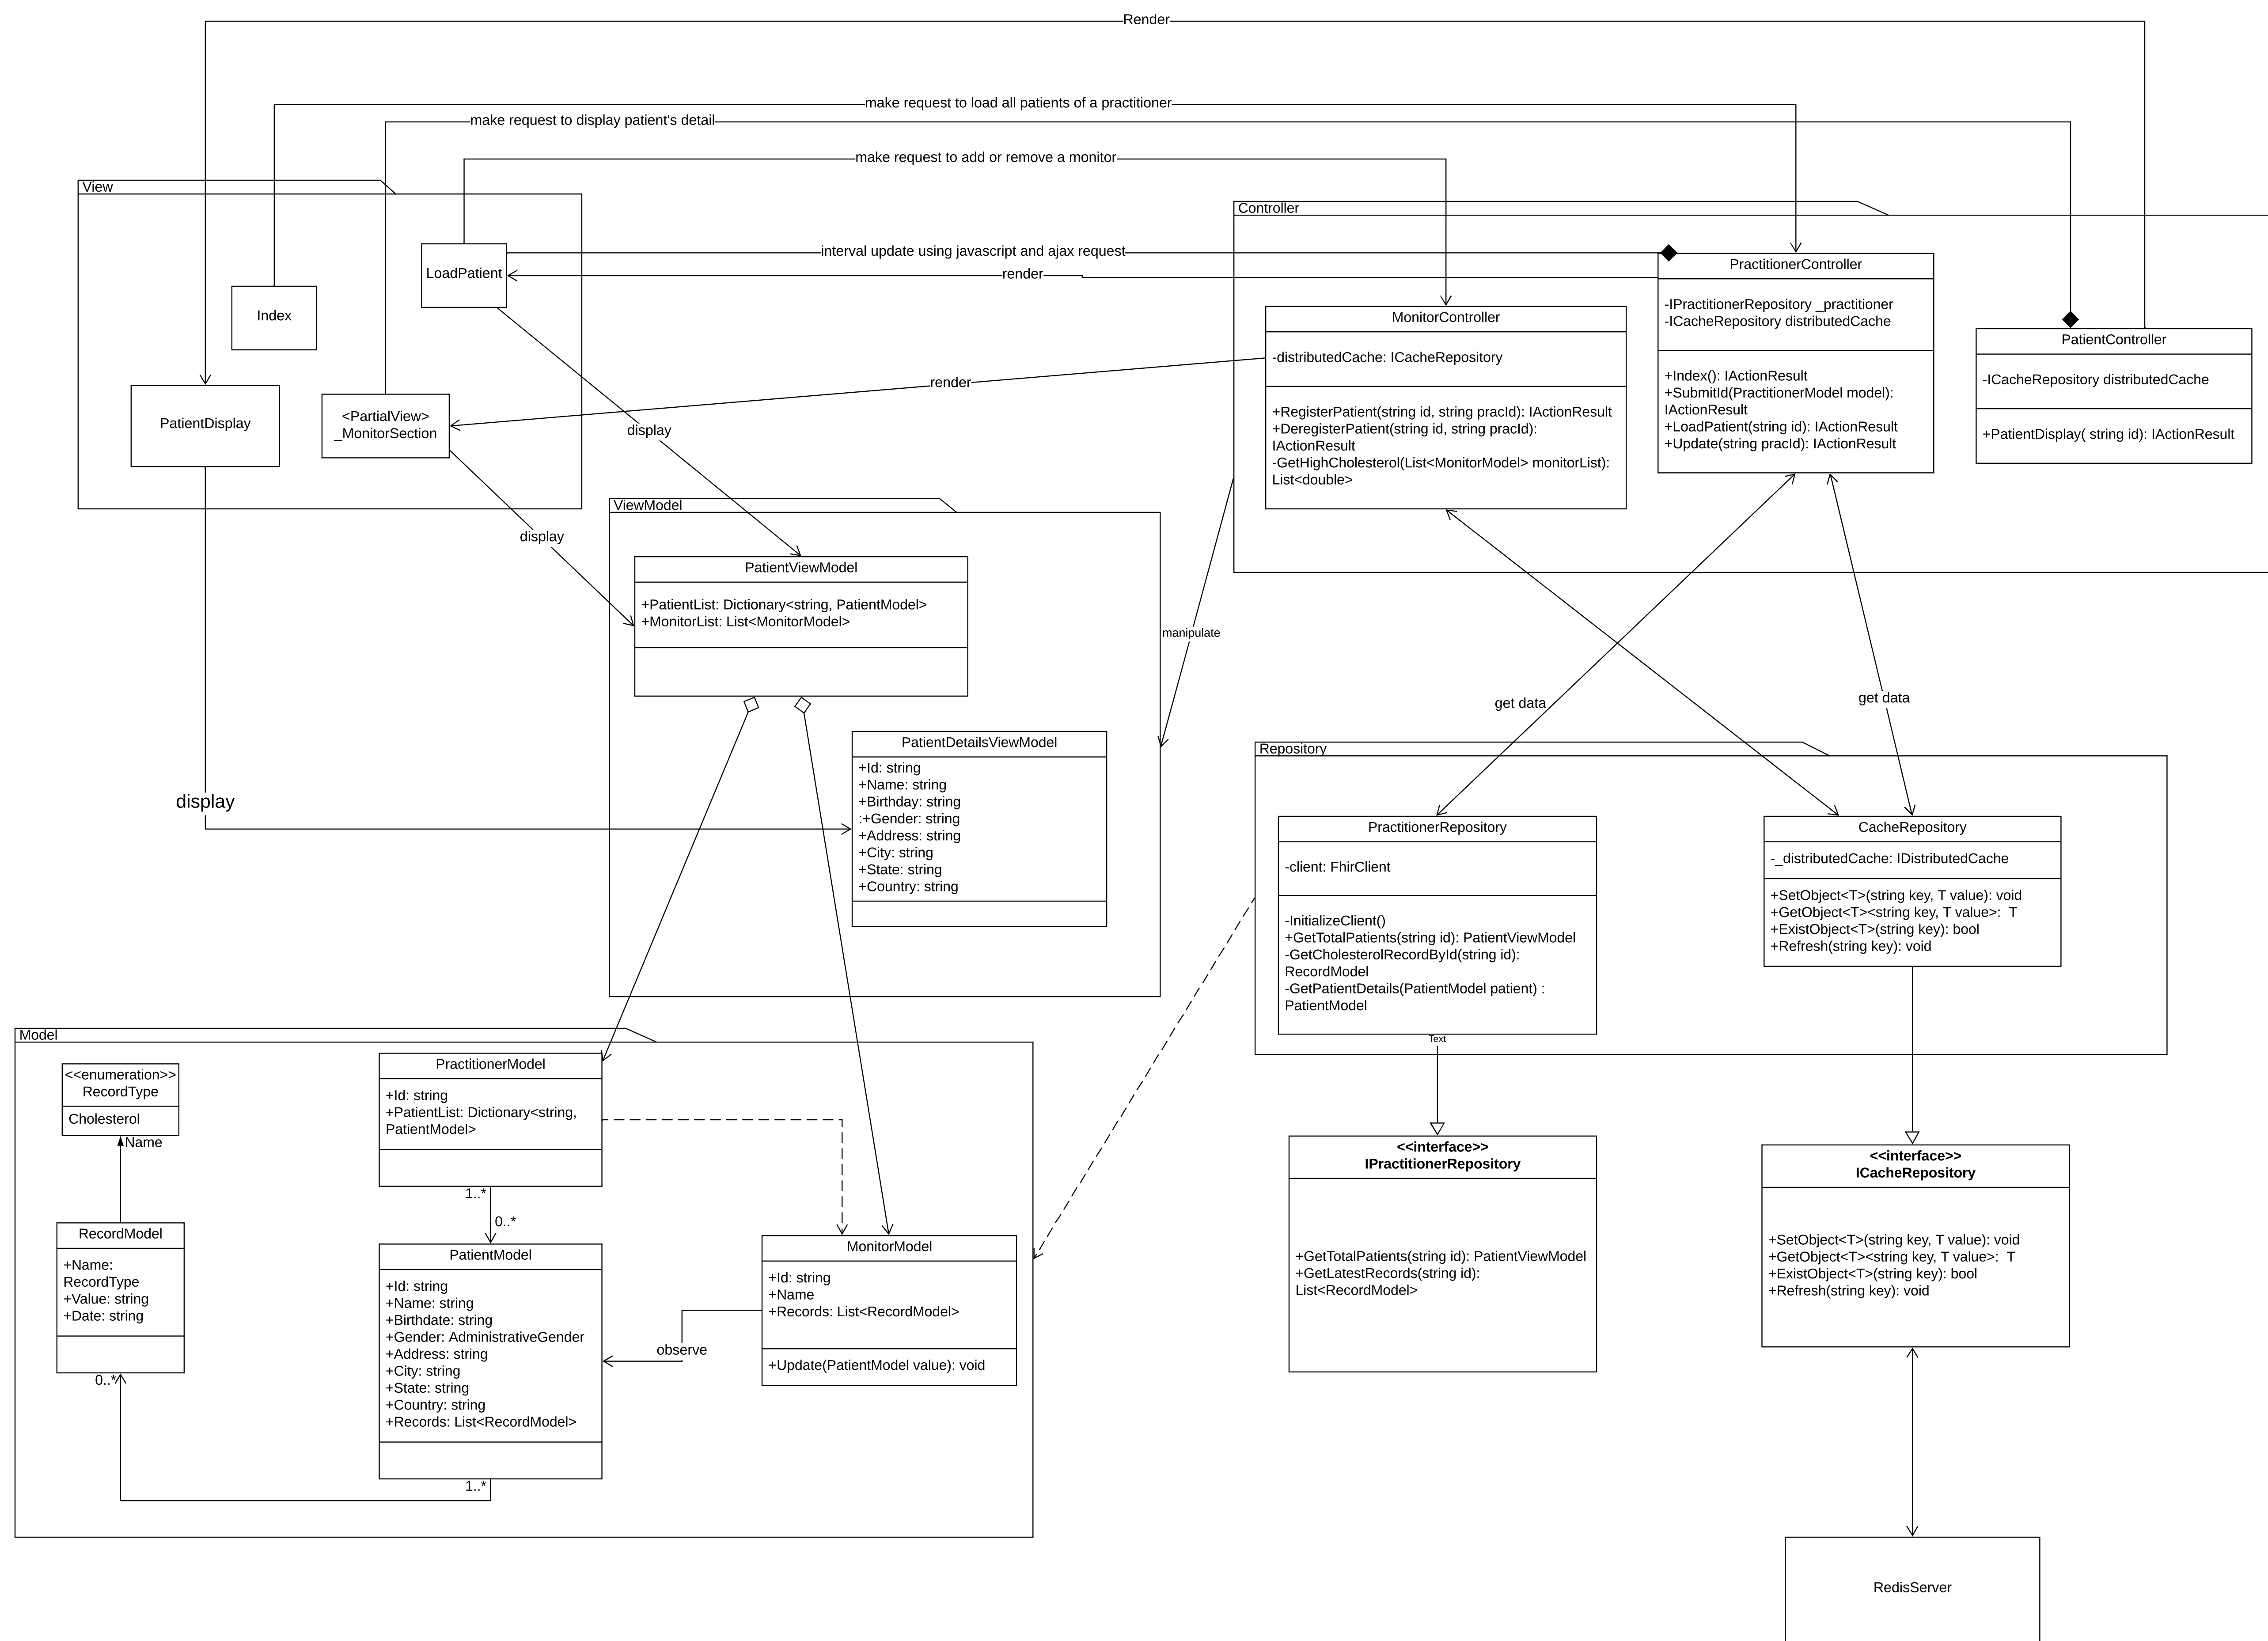 Render
make request to load all patients of a practitioner
make request to display patient's detail
make request to add or remove a monitor
View
LoadPatient
Index
PatientDisplay
<PartialView>
_MonitorSection
interval update using javascript and ajax request
render
render
display
display
display
Controller
MonitorController
-distributedCache: ICacheRepository
+RegisterPatient(string id, string pracId): IActionResult
+DeregisterPatient(string id, string pracId):
IActionResult
-GetHighCholesterol(List<MonitorModel> monitorList):
List<double>
PractitionerController
-IPractitionerRepository _practitioner
-ICacheRepository distributedCache
+Index(): IActionResult
+SubmitId(PractitionerModel model):
IActionResult
+LoadPatient(string id): IActionResult
+Update(string pracId): IActionResult
PatientController
-ICacheRepository distributedCache
+PatientDisplay( string id): IActionResult
ViewModel
PatientViewModel
+PatientList: Dictionary<string, PatientModel>
+MonitorList: List<MonitorModel>
PatientDetailsViewModel
+Id: string
+Name: string
+Birthday: string
:+Gender: string
+Address: string
+City: string
+State: string
+Country: string
manipulate
get data
get data
Repository
PractitionerRepository
-client: FhirClient
-InitializeClient()
+GetTotalPatients(string id): PatientViewModel
-GetCholesterolRecordById(string id):
RecordModel
-GetPatientDetails(PatientModel patient) :
PatientModel
Text
CacheRepository
-_distributedCache: IDistributedCache
+SetObject<T>(string key, T value): void
+GetObject<T><string key, T value>:  T
+ExistObject<T>(string key): bool
+Refresh(string key): void
Model
<<enumeration>>
RecordType
Cholesterol
Name
RecordModel
+Name:
RecordType
+Value: string
+Date: string
0..*
PractitionerModel
+Id: string
+PatientList: Dictionary<string,
PatientModel>
1..*
0..*
PatientModel
+Id: string
+Name: string
+Birthdate: string
+Gender: AdministrativeGender
+Address: string
+City: string
+State: string
+Country: string
+Records: List<RecordModel>
1..*
observe
MonitorModel
+Id: string
+Name
+Records: List<RecordModel>
+Update(PatientModel value): void
<<interface>>
IPractitionerRepository
+GetTotalPatients(string id): PatientViewModel
+GetLatestRecords(string id):
List<RecordModel>
<<interface>>
ICacheRepository
+SetObject<T>(string key, T value): void
+GetObject<T><string key, T value>:  T
+ExistObject<T>(string key): bool
+Refresh(string key): void
RedisServer